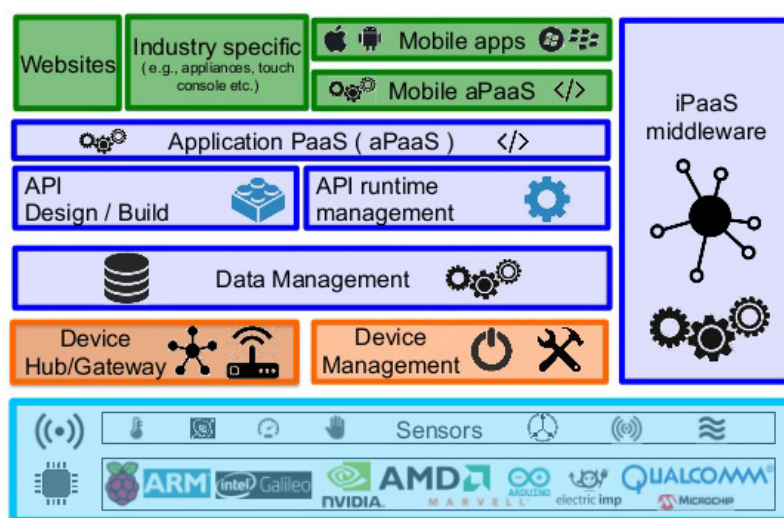 Websites
Industry specific
( e.g., appliances, touch
console etc.)
Mobile apps
Mobile aPaaS </>
Application PaaS ( aPaaS ) </>
API
Design / Build
API runtime
management
Data Management
Device
Hub/Gateway
Device
Management
iPaaS
middleware
Sensors
ARM
intel Galileo
NVIDIA.
AMD
MARVELL
ARDUINO
electric imp
QUALCOMM®
MICROCHIP